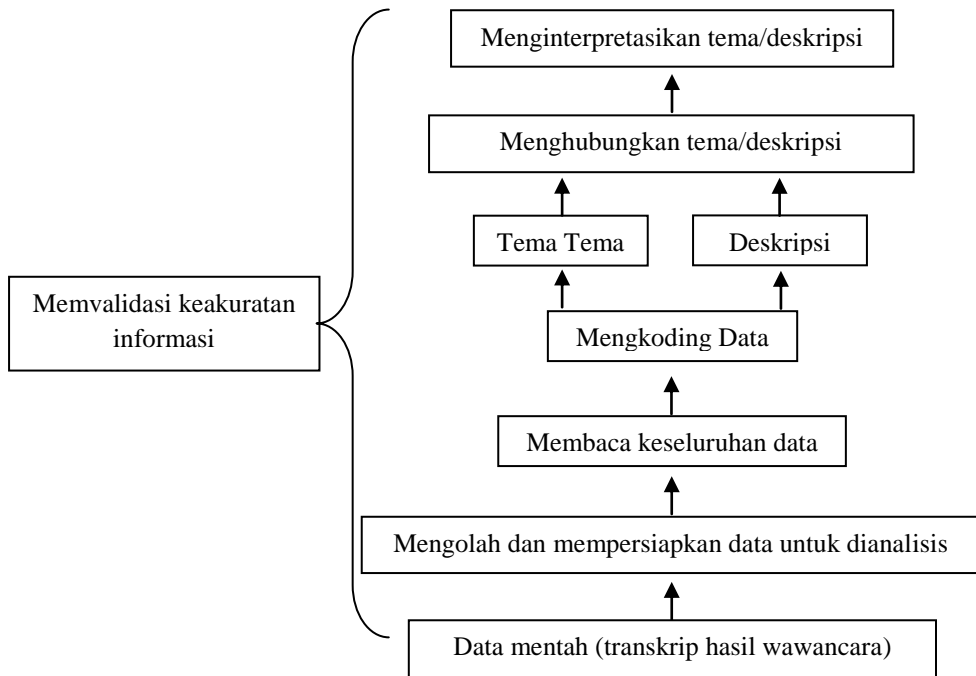 Menginterpretasikan tema/deskripsi
Menghubungkan tema/deskripsi
Tema Tema
Deskripsi
Memvalidasi keakuratan
informasi
Mengkoding Data
Membaca keseluruhan data
Mengolah dan mempersiapkan data untuk dianalisis
Data mentah (transkrip hasil wawancara)